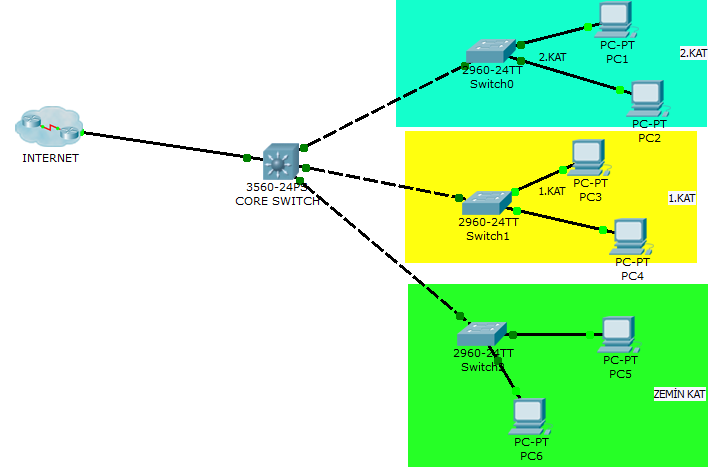 INTERNET
3560-24PS
CORE SWITCH
2960-24TT
Switch0
2.KAT
PC-PT
PC1
2.KAT
PC-PT
PC2
2960-24TT
Switch1
1.KAT
PC-PT
PC3
1.KAT
PC-PT
PC4
2960-24TT
Switch2
PC-PT
PC5
ZEMİN KAT
PC-PT
PC6